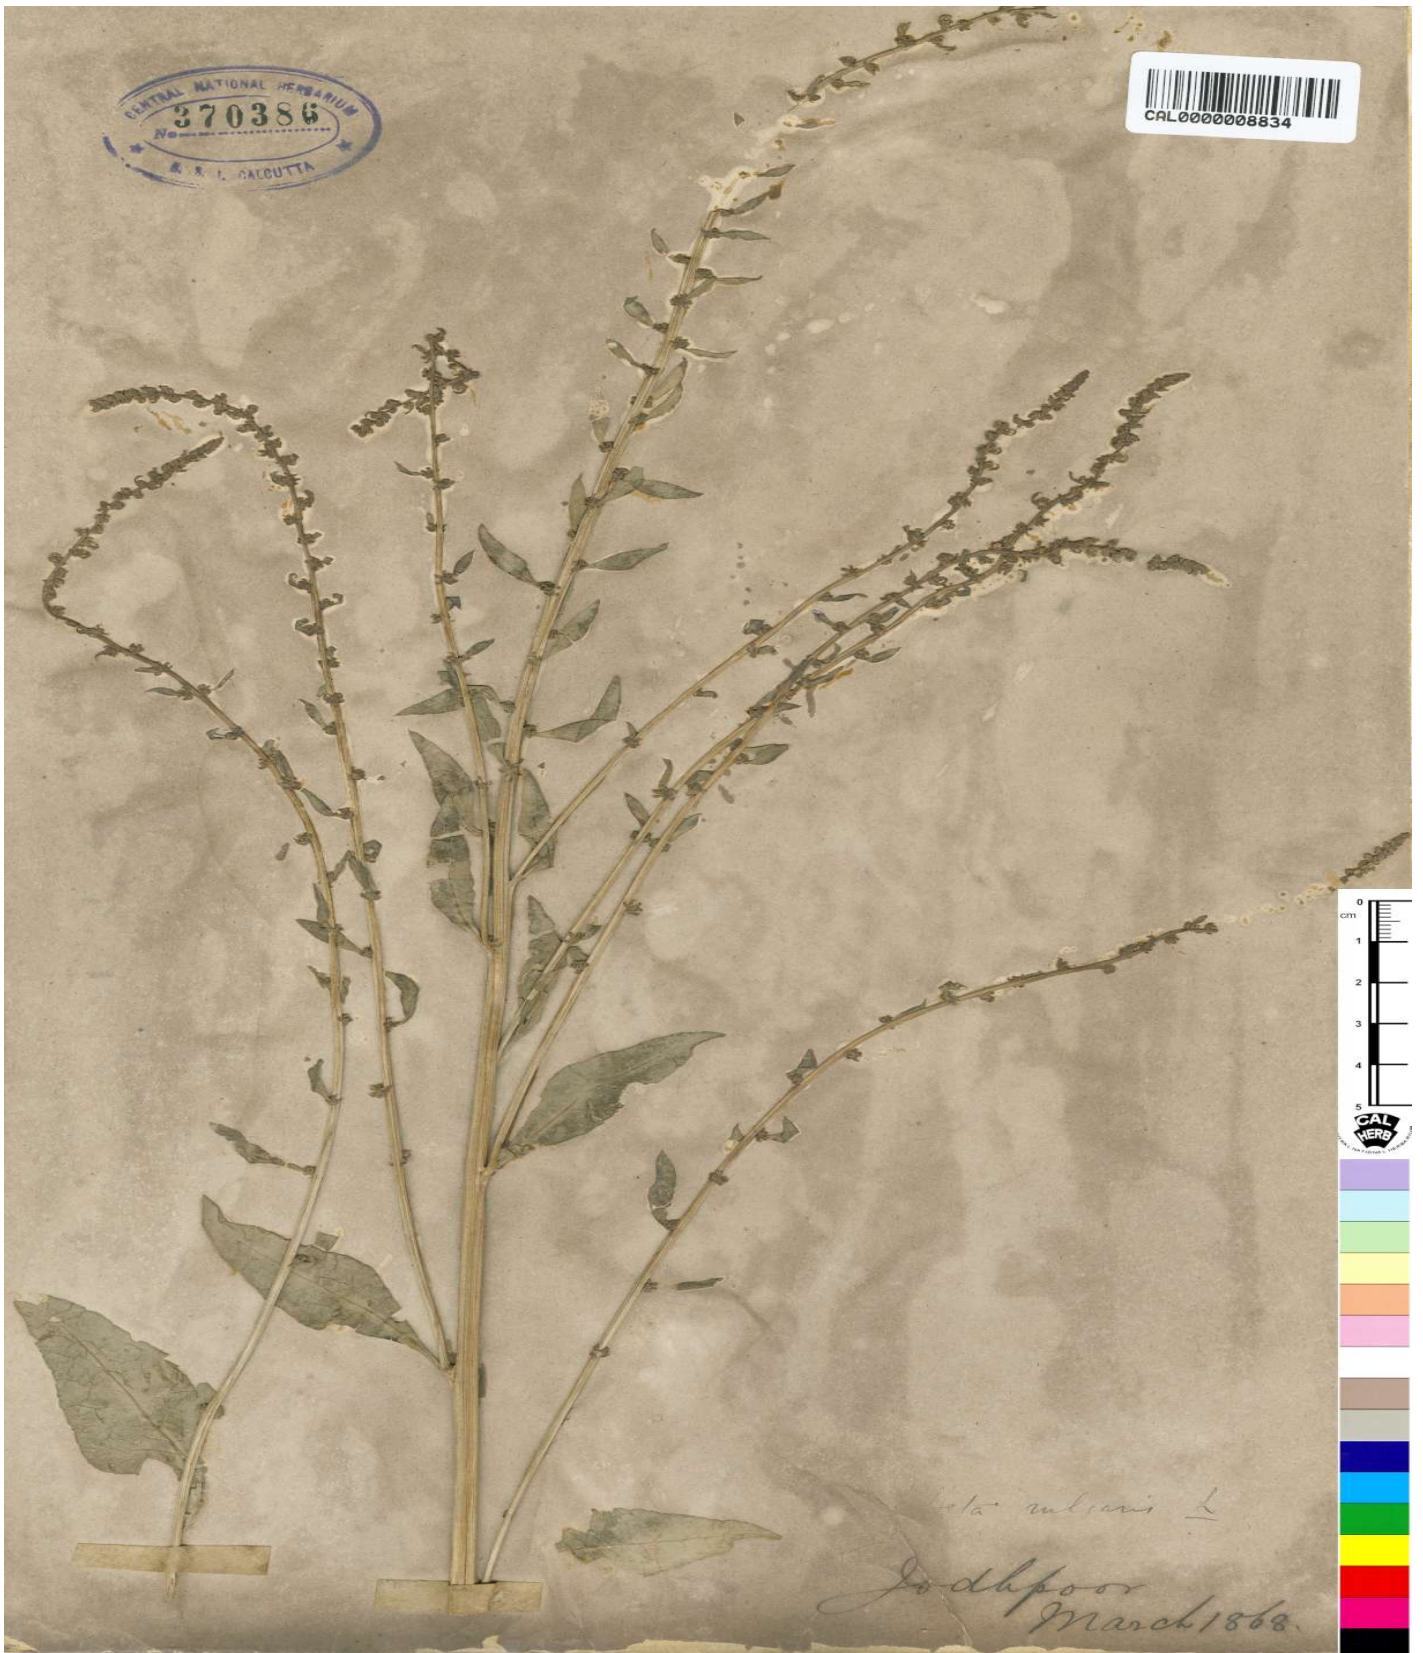 CENTRAL NATIONAL HERBARIUM
No 370386
B. S. I. CALCUTTA
CAL0000008834
0
cm
1
2
3
4
5
CAL
HERB
L
Jodhpoor
March 1868.